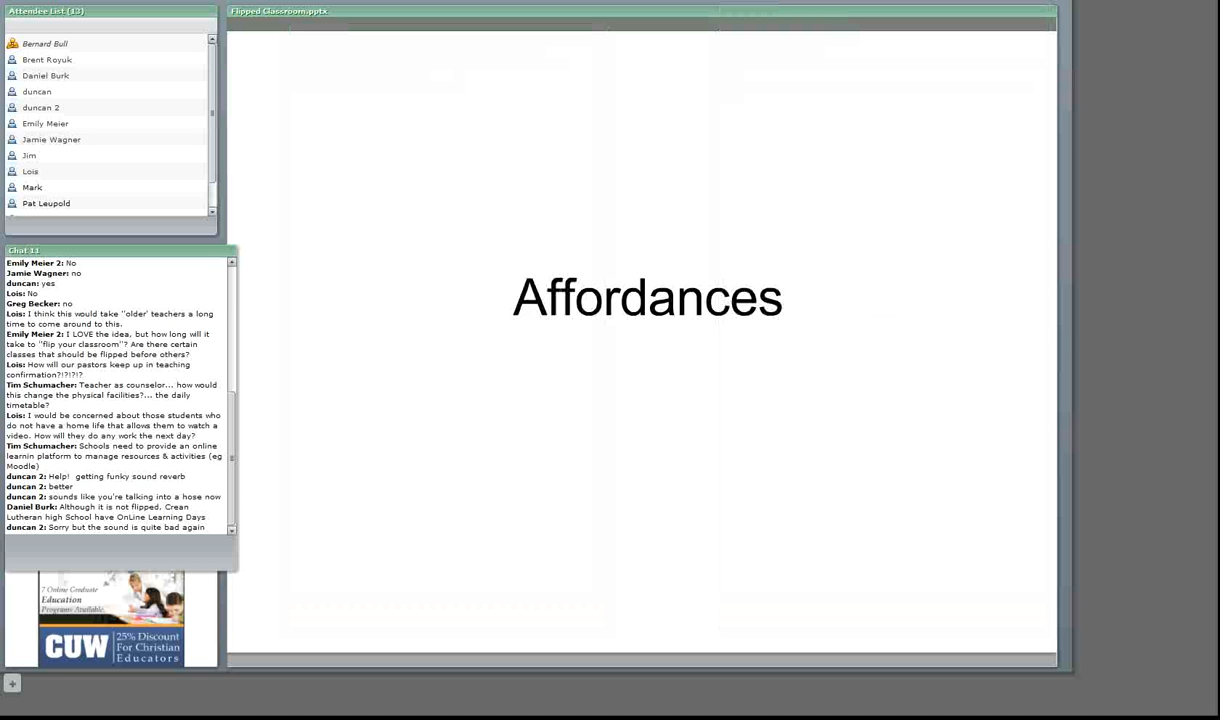 Attendee List (13)
Bernard Bull
Brent Royuk
Daniel Burk
duncan
duncan 2
Emily Meier
Jamie Wagner
Jim
Lois
Mark
Pat Leupold
Chat 11
Emily Meier 2: No
Jamie Wagner: no
duncan: yes
Lois: No
Greg Becker: no
Lois: I think this would take "older' teachers a long
time to come around to this.
Emily Meier 2: I LOVE the idea, but how long will it
take to "flip your classroom"? Are there certain
classes that should be flipped before others?
Lois: How will our pastors keep up in teaching
confirmation?!?!?!?
Tim Schumacher: Teacher as counselor... how would
this change the physical facilities?... the daily
timetable?
Lois: I would be concerned about those students who
do not have a home life that allows them to watch a
video. How will they do any work the next day?
Tim Schumacher: Schools need to provide an online
learnin platform to manage resources & activities (eg
Moodle)
duncan 2: Help! getting funky sound reverb
duncan 2: better
duncan 2: sounds like you're talking into a hose now
Daniel Burk: Although it is not flipped, Crean
Lutheran high School have OnLine Learning Days
duncan 2: Sorry but the sound is quite bad again
7 Online Graduate
Education
Programs Available.
CUW
25% Discount
For Christian
Educators
Flipped Classroom.pptx
Affordances